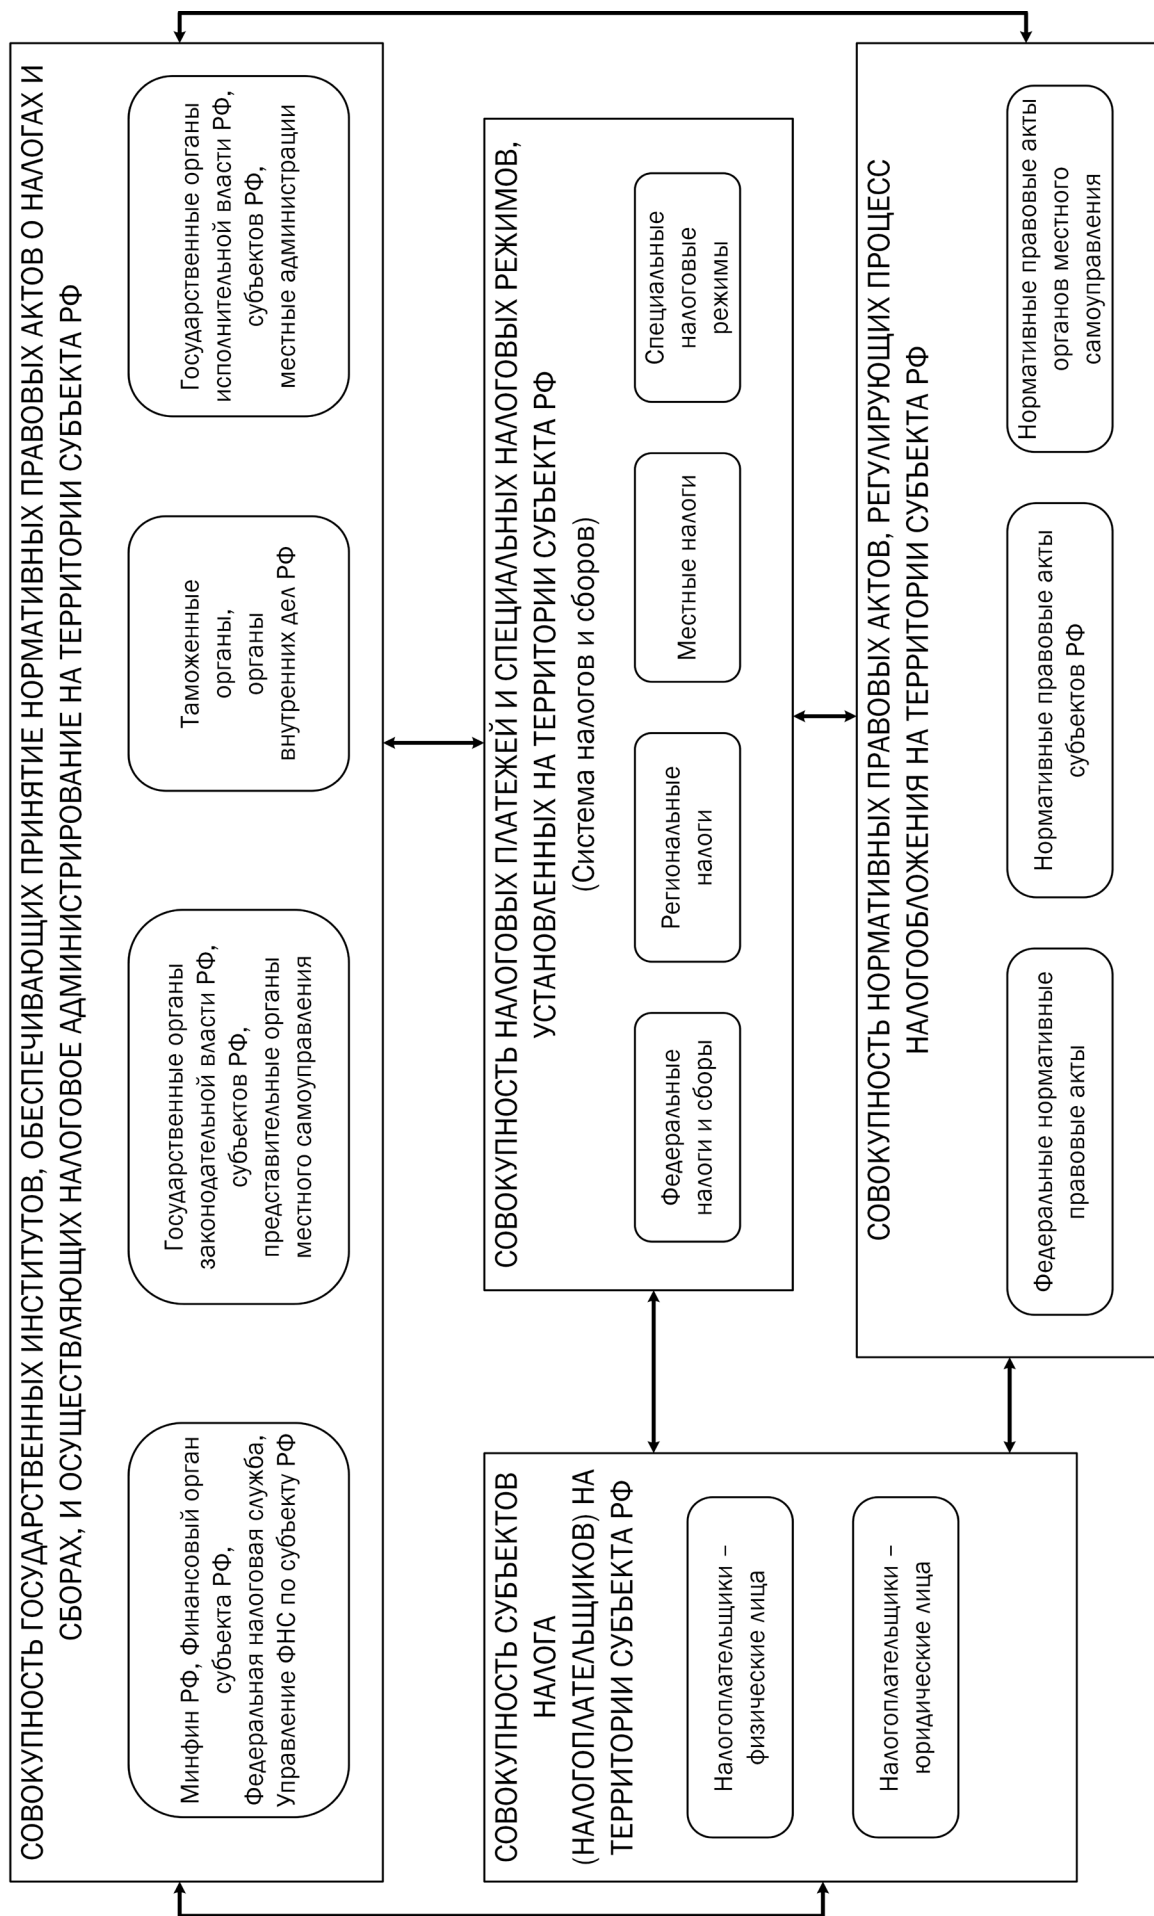 СОВОКУПНОСТЬ ГОСУДАРСТВЕННЫХ ИНСТИТУТОВ, ОБЕСПЕЧИВАЮЩИХ ПРИНЯТИЕ НОРМАТИВНЫХ ПРАВОВЫХ АКТОВ О НАЛОГАХ И
СБОРАХ, И ОСУЩЕСТВЛЯЮЩИХ НАЛОГОВОЕ АДМИНИСТРИРОВАНИЕ НА ТЕРРИТОРИИ СУБЪЕКТА РФ
Минфин РФ, Финансовый орган
субъекта РФ,
Федеральная налоговая служба,
Управление ФНС по субъекту РФ
Государственные органы
законодательной власти РФ,
субъектов РФ,
представительные органы
местного самоуправления
Таможенные
органы,
органы
внутренних дел РФ
Государственные органы
исполнительной власти РФ,
субъектов РФ,
местные администрации
СОВОКУПНОСТЬ СУБЪЕКТОВ
НАЛОГА
(НАЛОГОПЛАТЕЛЬЩИКОВ) НА
ТЕРРИТОРИИ СУБЪЕКТА РФ
Налогоплательщики –
физические лица
Налогоплательщики –
юридические лица
СОВОКУПНОСТЬ НАЛОГОВЫХ ПЛАТЕЖЕЙ И СПЕЦИАЛЬНЫХ НАЛОГОВЫХ РЕЖИМОВ,
УСТАНОВЛЕННЫХ НА ТЕРРИТОРИИ СУБЪЕКТА РФ
(Система налогов и сборов)
Федеральные
налоги и сборы
Региональные
налоги
Местные налоги
Специальные
налоговые
режимы
СОВОКУПНОСТЬ НОРМАТИВНЫХ ПРАВОВЫХ АКТОВ, РЕГУЛИРУЮЩИХ ПРОЦЕСС
НАЛОГООБЛОЖЕНИЯ НА ТЕРРИТОРИИ СУБЪЕКТА РФ
Федеральные нормативные
правовые акты
Нормативные правовые акты
субъектов РФ
Нормативные правовые акты
органов местного
самоуправления